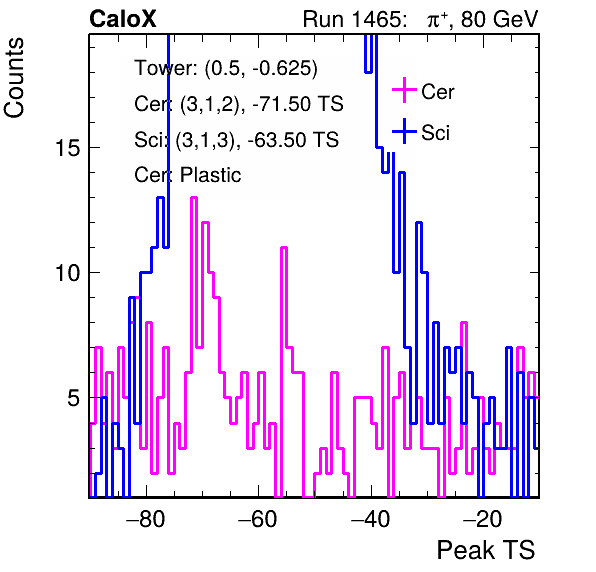 CaloX Run 1465: π⁺, 80 GeV
Counts
Tower: (0.5, -0.625)
Cer: (3,1,2), -71.50 TS
Sci: (3,1,3), -63.50 TS
Cer: Plastic
Cer
Sci
15
10
5
−80 −60 −40 −20
Peak TS